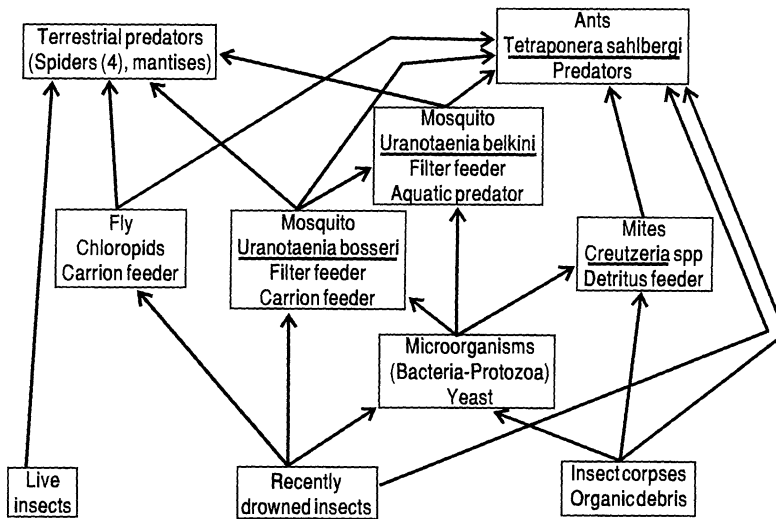 Terrestrial predators
(Spiders (4), mantises)
Ants
Tetraponera sahlbergi
Predators
Mosquito
Uranotaenia belkini
Filter feeder
Aquatic predator
Fly
Chloropids
Carrion feeder
Mosquito
Uranotaenia bosseri
Filter feeder
Carrion feeder
Mites
Creutzeria spp
Detritus feeder
Microorganisms
(Bacteria-Protozoa)
Yeast
Live
insects
Recently
drowned insects
Insect corpses
Organic debris